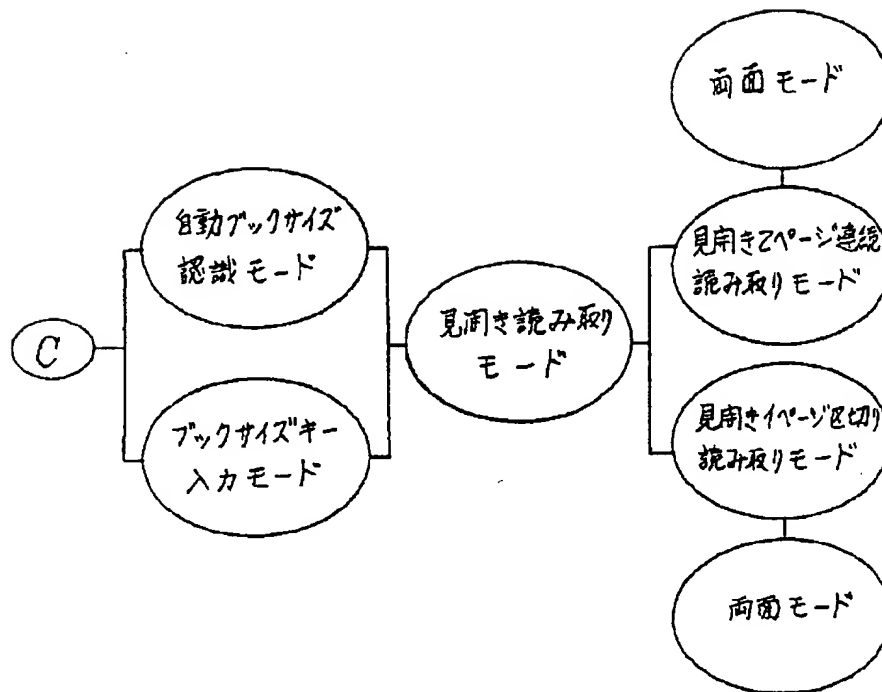 両面モード
自動ブックサイズ
認識モード
見開き2ページ連続
読み取りモード
C
見開き読み取り
モード
ブックサイズキー
入力モード
見開き1ページ区切り
読み取りモード
両面モード